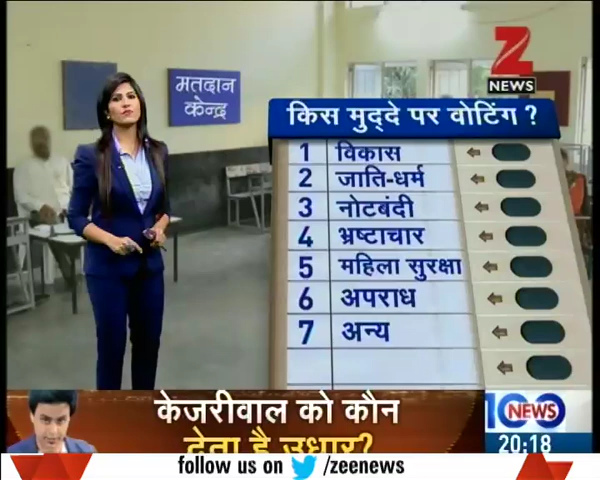 मतदान
केन्द्र
Z
NEWS
किस मुद्दे पर वोटिंग ?
1 विकास
2 जाति-धर्म
3 नोटबंदी
4 भ्रष्टाचार
5 महिला सुरक्षा
6 अपराध
7 अन्य
केजरीवाल को कौन
देता है उधार?
100
NEWS
20:18
follow us on /zeenews